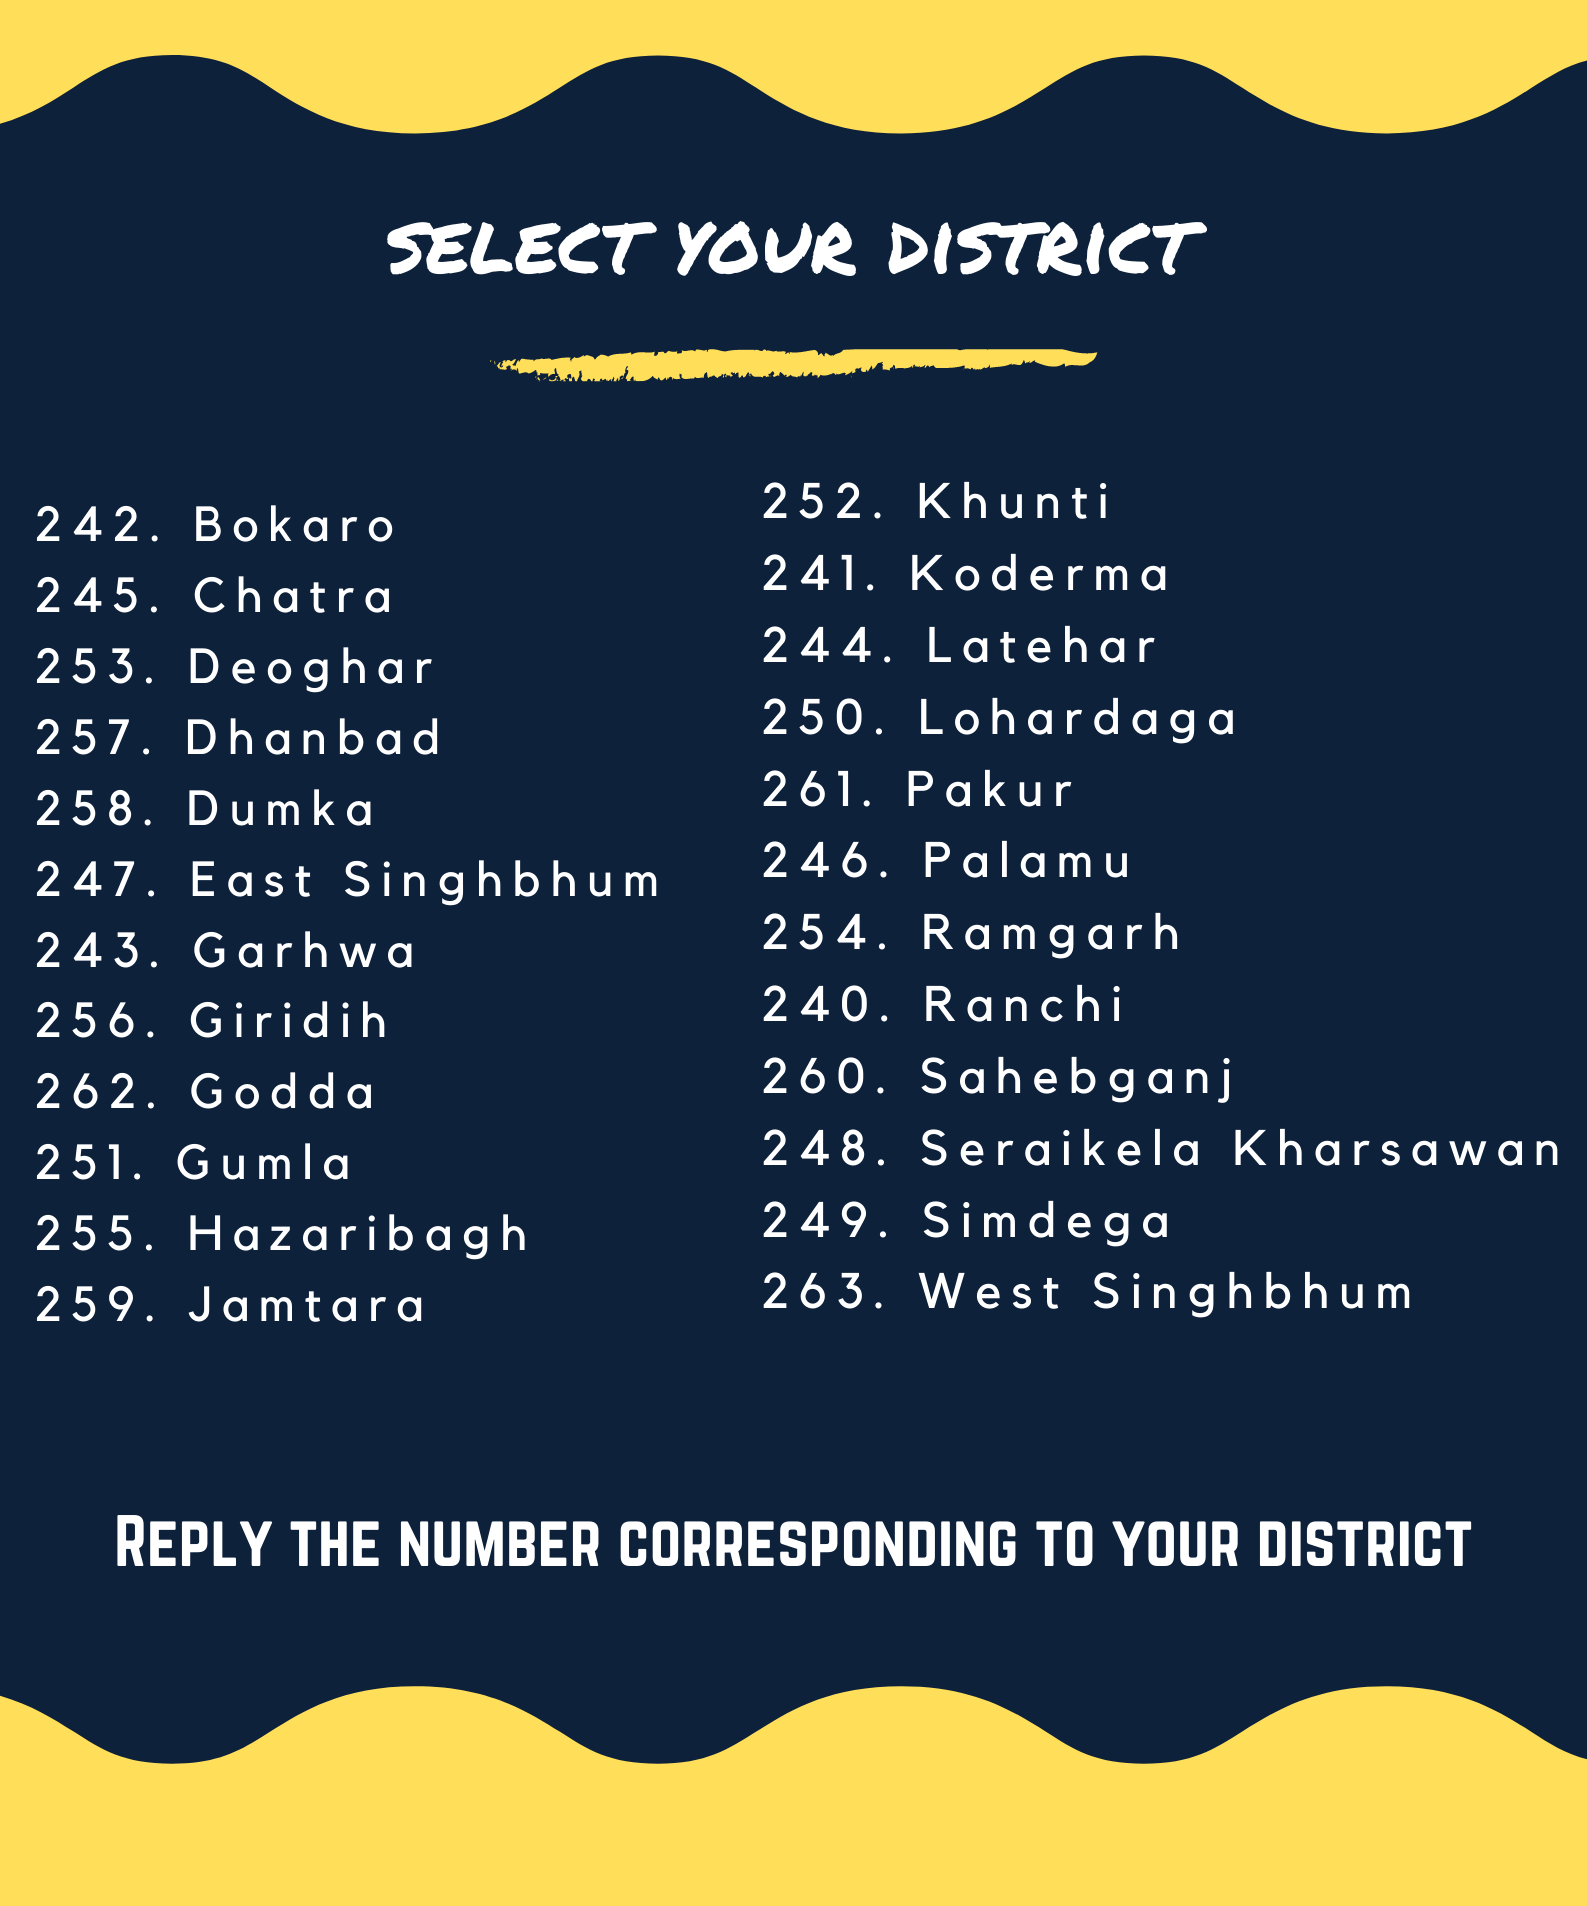 SELECT YOUR DISTRICT
242. Bokaro
245. Chatra
253. Deoghar
257. Dhanbad
258. Dumka
247. East Singhbhum
243. Garhwa
256. Giridih
262. Godda
251. Gumla
255. Hazaribagh
259. Jamtara
252. Khunti
241. Koderma
244. Latehar
250. Lohardaga
261. Pakur
246. Palamu
254. Ramgarh
240. Ranchi
260. Sahebganj
248. Seraikela Kharsawan
249. Simdega
263. West Singhbhum
REPLY THE NUMBER CORRESPONDING TO YOUR DISTRICT